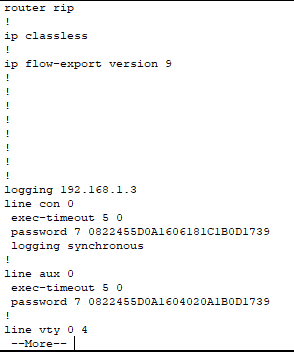 router rip
!
ip classless
!
ip flow-export version 9
!
!
!
!
!
!
!
!
logging 192.168.1.3
line con 0
 exec-timeout 5 0
 password 7 0822455D0A1606181C1B0D1739
 logging synchronous
!
line aux 0
 exec-timeout 5 0
 password 7 0822455D0A1604020A1B0D1739
!
line vty 0 4
 --More--